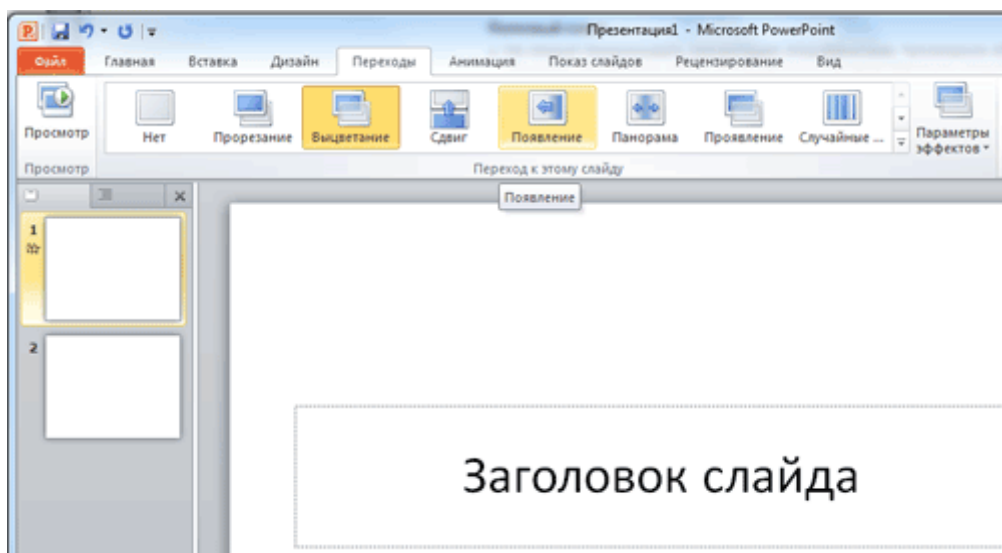 Презентация1 - Microsoft PowerPoint
Файл Главная Вставка Дизайн Переходы Анимация Показ слайдов Рецензирование Вид
Просмотр Нет Прорезание Выцветание Сдвиг Появление Панорама Проявление Случайные ... Параметры
эффектов
Просмотр Переход к этому слайду
Появление
1
2
Заголовок слайда